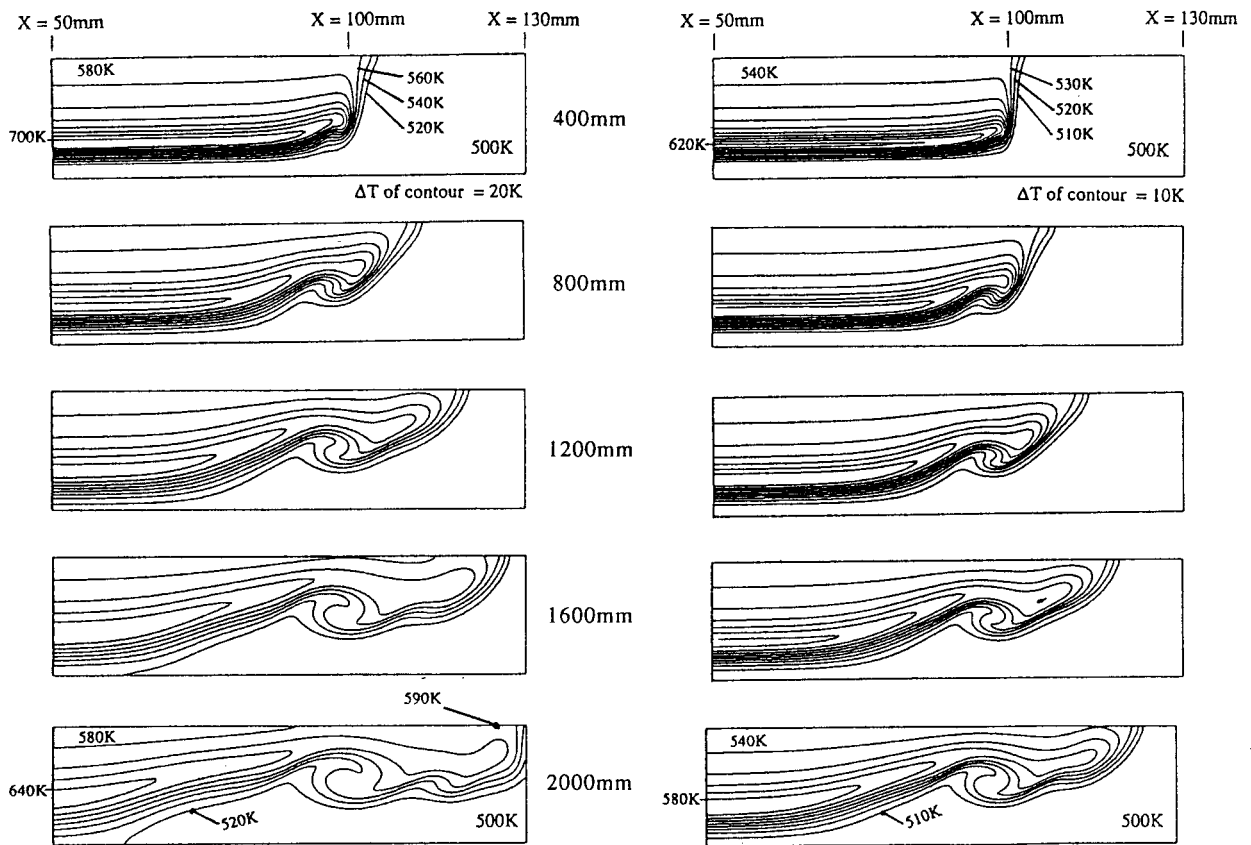 X = 50mm X = 100mm X = 130mm X = 50mm X = 100mm X = 130mm
580K 560K 540K 530K
540K 520K
520K 400mm 510K
700K 500K 620K 500K
ΔT of contour = 20K ΔT of contour = 10K
800mm
1200mm
1600mm
590K
580K 540K
640K 2000mm 580K
520K 500K 510K 500K